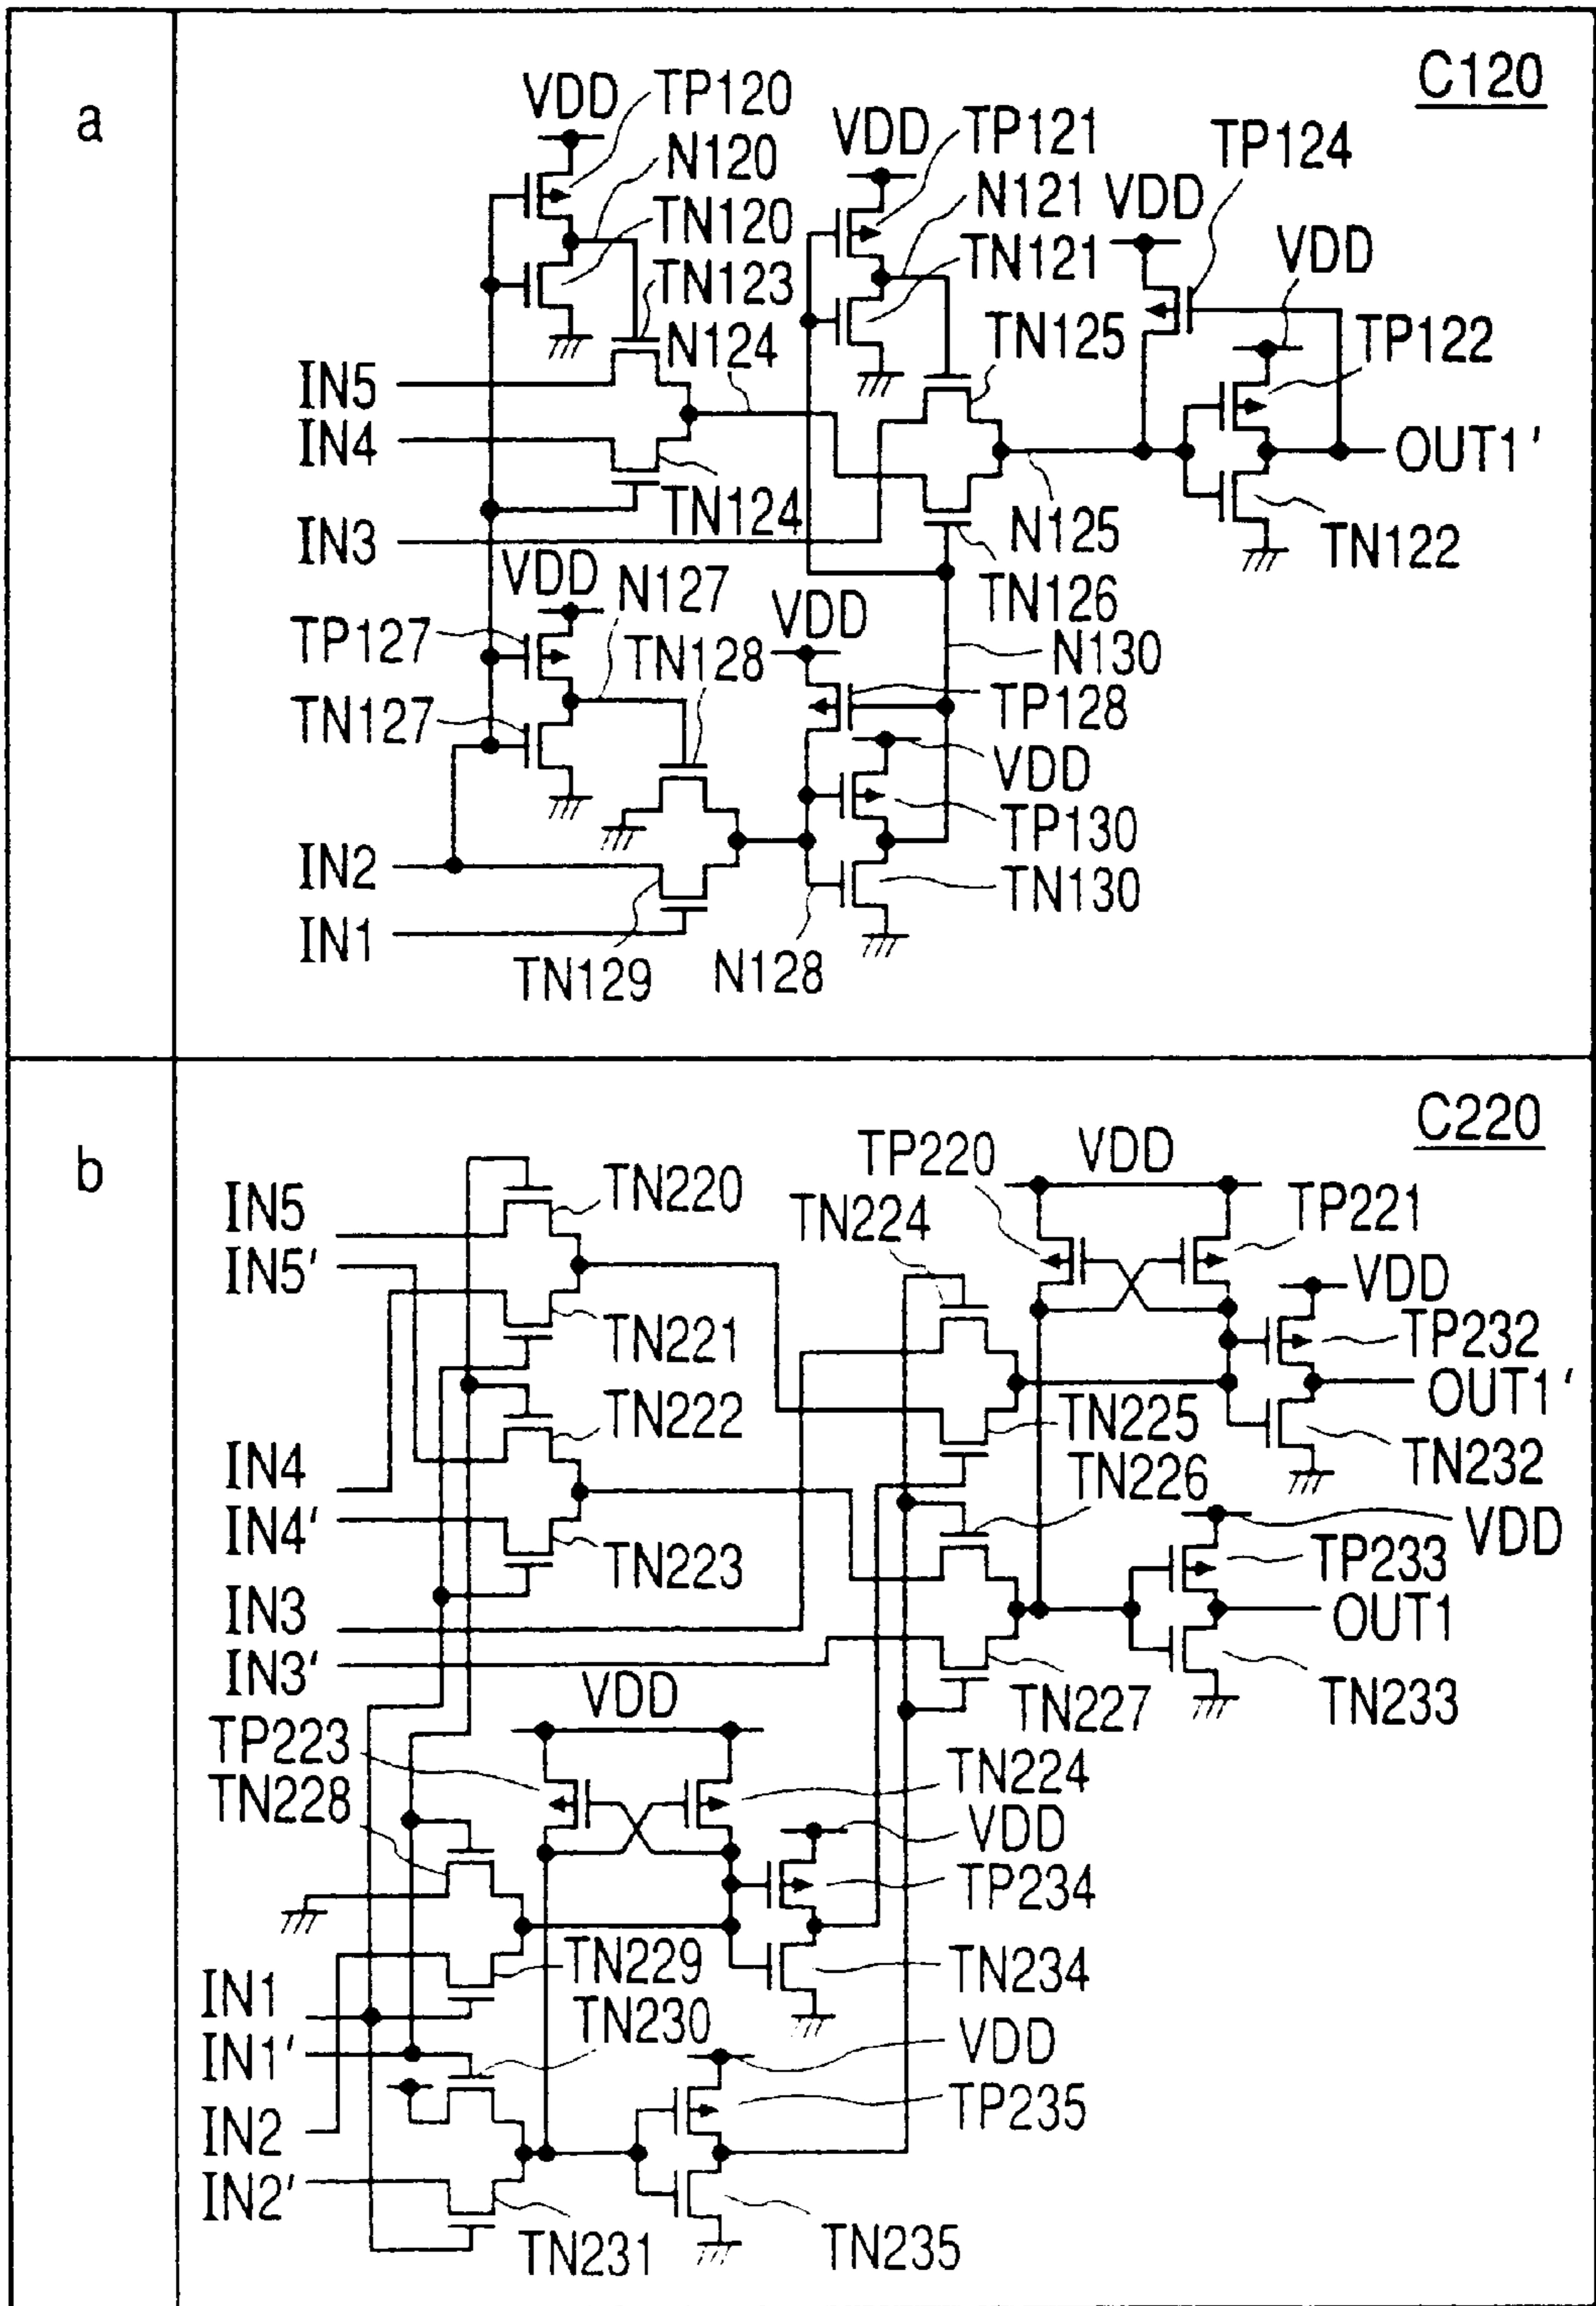 a
C120
VDD
TP120
N120
TN120
TN123
N124
VDD
TP121
N121
TN121
TN125
TP124
VDD
VDD
TP122
IN5
IN4
TN124
IN3
OUT1'
N125
TN122
TN126
VDD
N127
TP127
TN128
TN127
VDD
N130
TP128
VDD
TP130
TN130
IN2
IN1
TN129
N128
b
C220
TN220
IN5
IN5'
TN221
TN222
IN4
IN4'
TN223
IN3
IN3'
TP220
VDD
TN224
TP221
VDD
TP232
OUT1'
TN225
TN226
TN232
VDD
TP233
OUT1
TN227
TN233
VDD
TP223
TN228
TN224
VDD
TP234
TN234
TN229
IN1
TN230
IN1'
VDD
TP235
IN2
IN2'
TN231
TN235